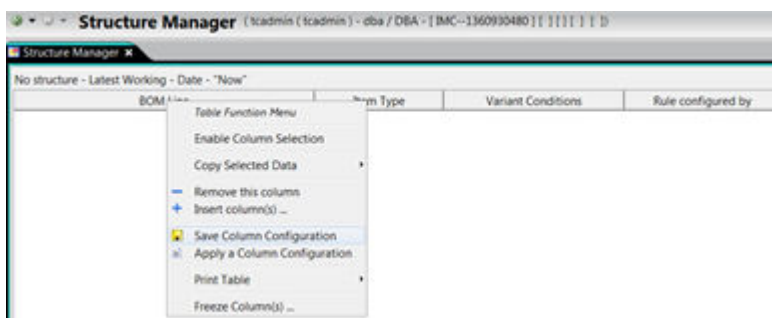 Structure Manager ( tcadmin ( tcadmin ) - dba / DBA - [ IMC--1360930480 ] [ ] [ ] [ ] [ ])
Structure Manager
No structure - Latest Working - Date - "Now"
BOM Line Item Type Variant Conditions Rule configured by
Table Function Menu
Enable Column Selection
Copy Selected Data
Remove this column
Insert column(s) ...
Save Column Configuration
Apply a Column Configuration
Print Table
Freeze Column(s) ...